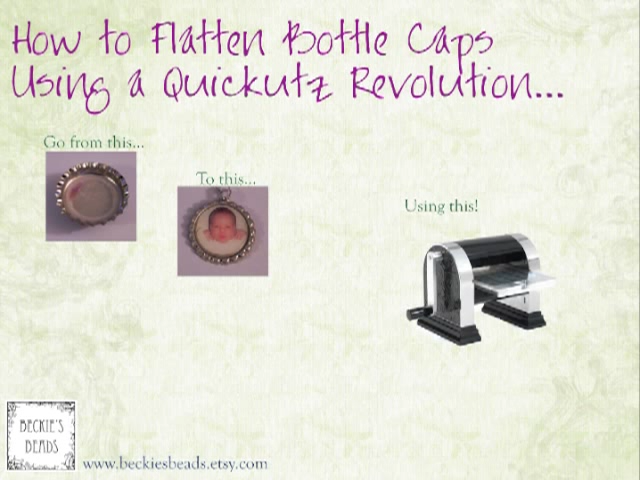 How to Flatten Bottle Caps
Using a Quickutz Revolution...
Go from this...
To this...
Using this!
BECKIE'S
BEADS
www.beckiesbeads.etsy.com